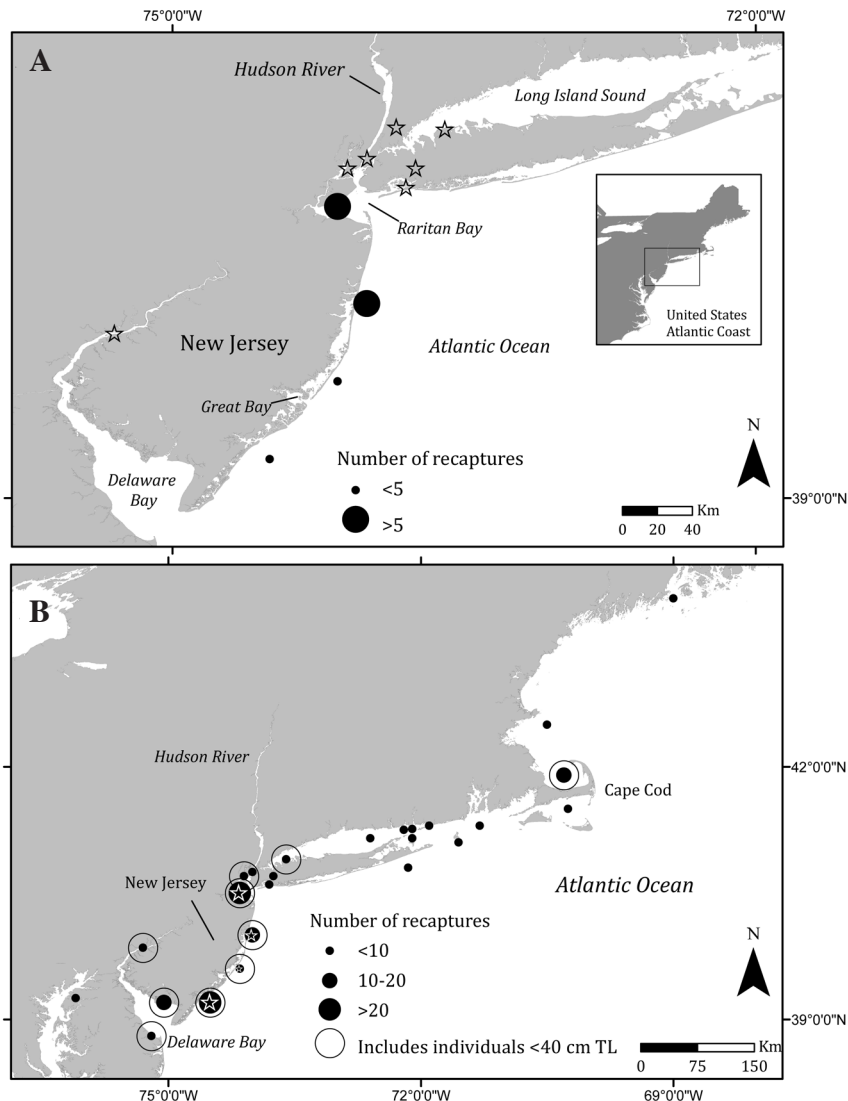 75°0'0"W
72°0'0"W
A
Hudson River
Long Island Sound
Raritan Bay
United States
Atlantic Coast
New Jersey
Atlantic Ocean
Great Bay
Number of recaptures
<5
>5
Delaware
Bay
N
Km
0 20 40
39°0'0"N
B
Hudson River
42°0'0"N
Cape Cod
New Jersey
Atlantic Ocean
Number of recaptures
<10
10-20
>20
Includes individuals <40 cm TL
N
39°0'0"N
Delaware Bay
Km
0 75 150
75°0'0"W
72°0'0"W
69°0'0"W